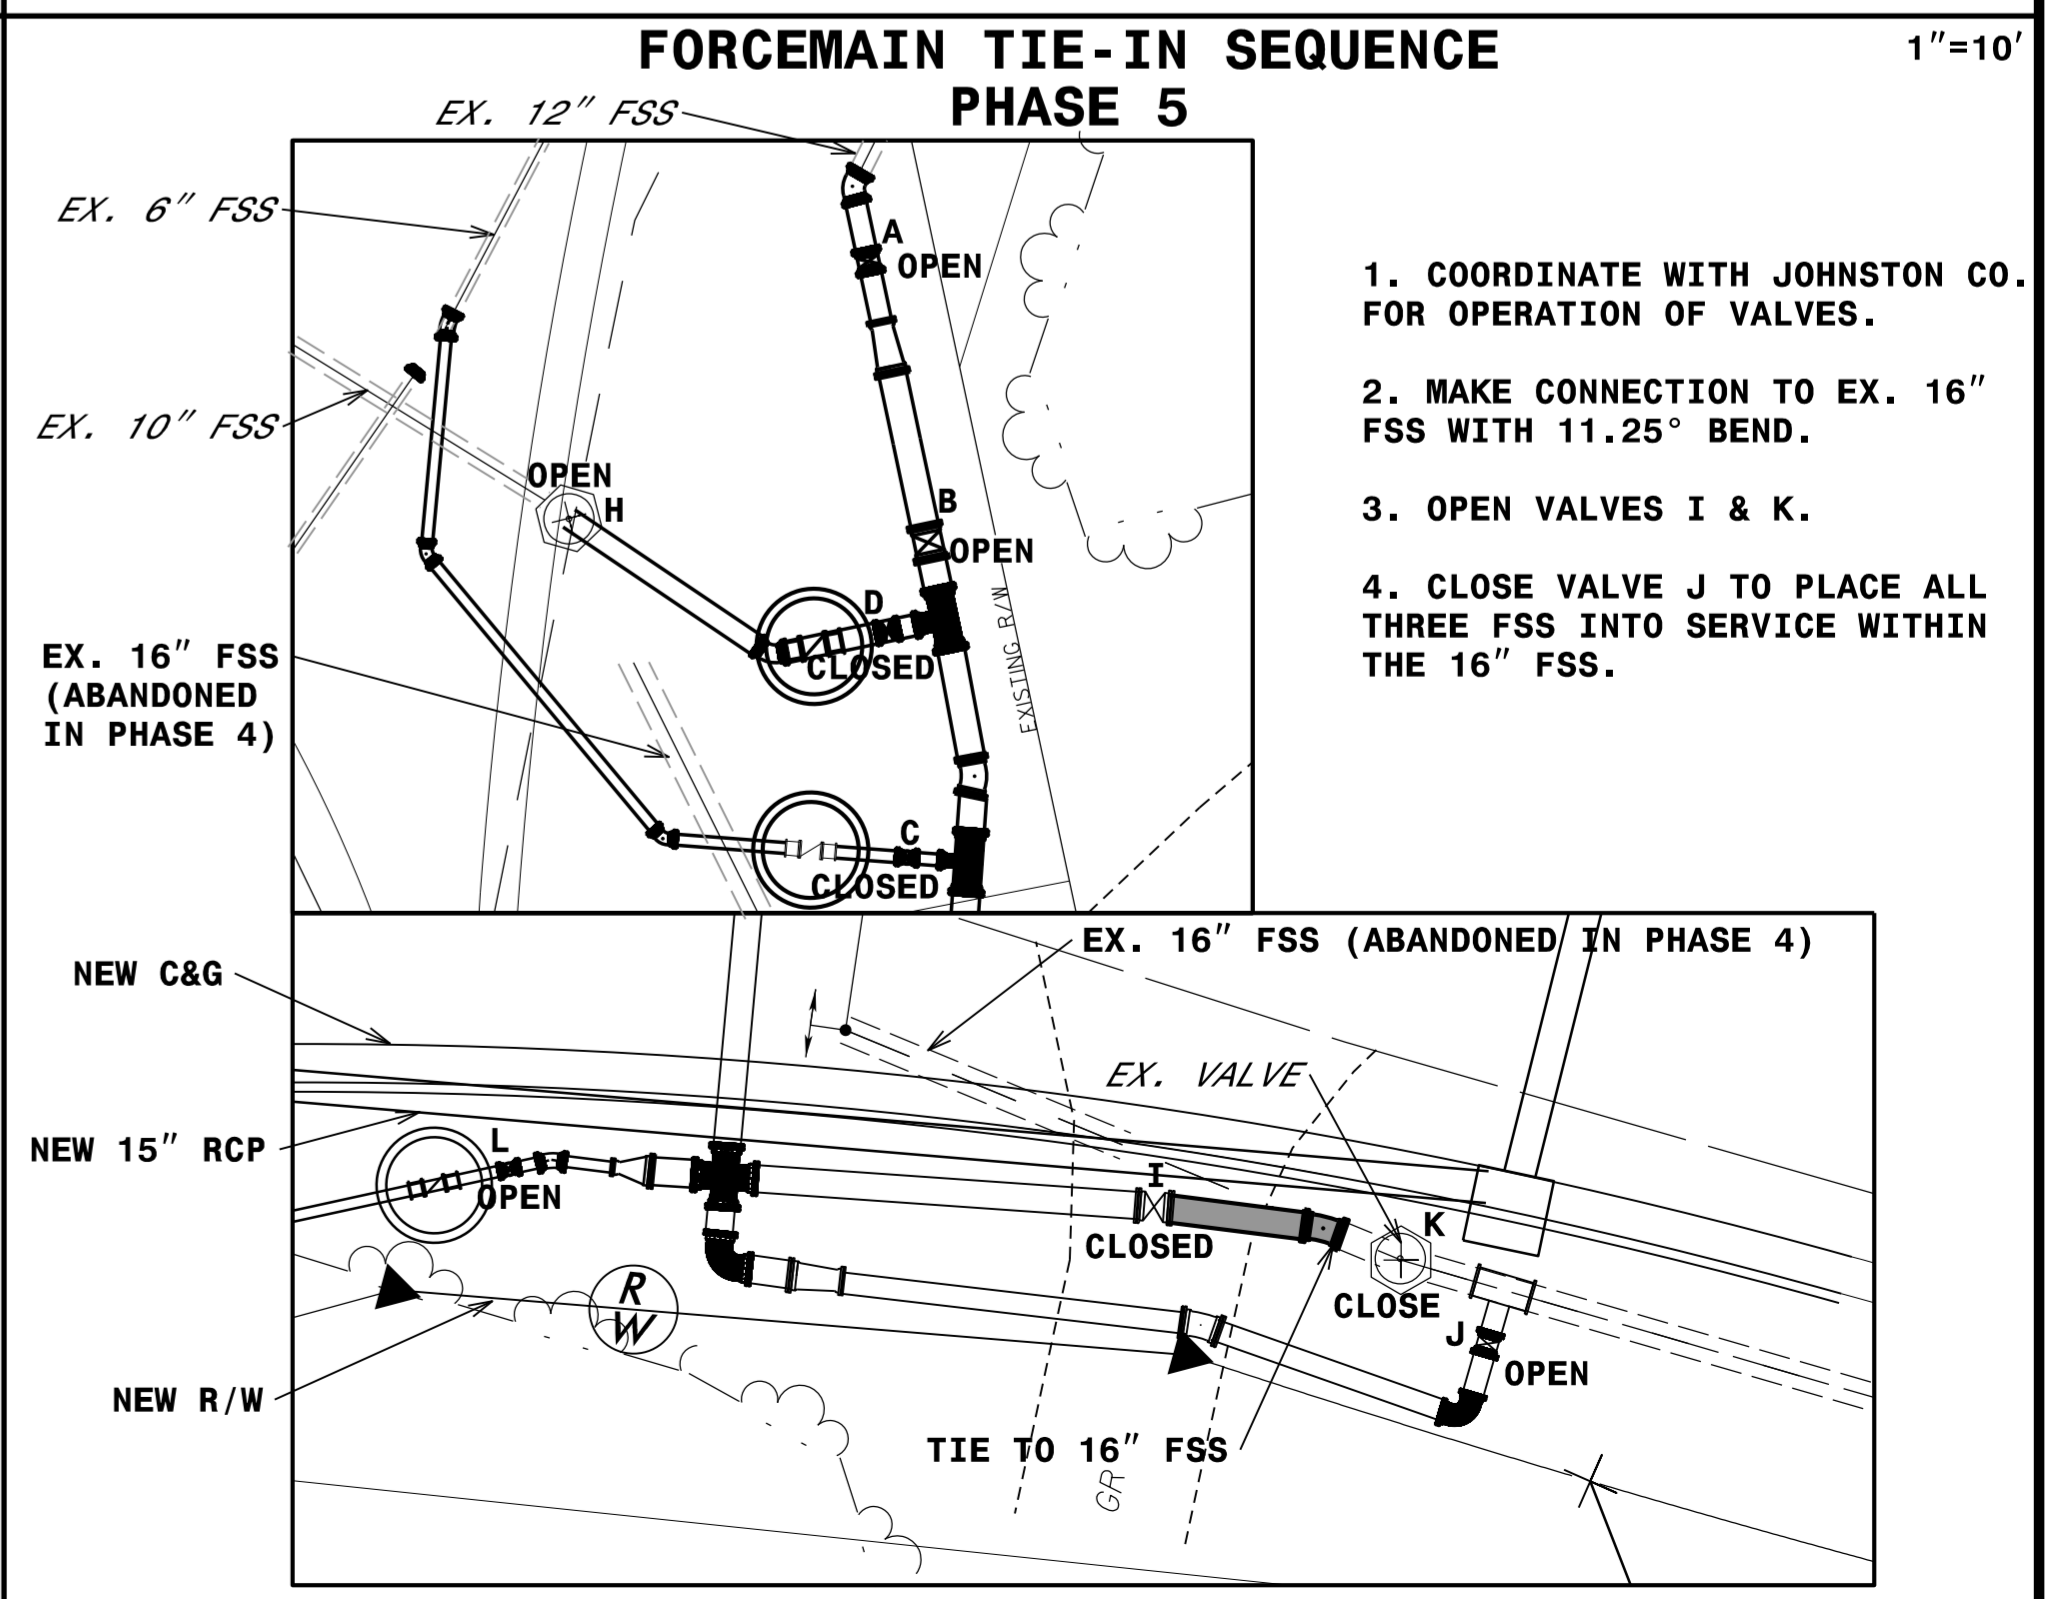 FORCEMAIN TIE-IN SEQUENCE
PHASE 5
1"=10'
EX. 12" FSS
EX. 6" FSS
EX. 10" FSS
EX. 16" FSS
(ABANDONED
IN PHASE 4)
A
OPEN
OPEN
H
B
OPEN
D
CLOSED
EXISTING R/W
C
CLOSED
1. COORDINATE WITH JOHNSTON CO.
FOR OPERATION OF VALVES.
2. MAKE CONNECTION TO EX. 16"
FSS WITH 11.25° BEND.
3. OPEN VALVES I & K.
4. CLOSE VALVE J TO PLACE ALL
THREE FSS INTO SERVICE WITHIN
THE 16" FSS.
EX. 16" FSS (ABANDONED IN PHASE 4)
NEW C&G
EX. VALVE
NEW 15" RCP
L
OPEN
I
CLOSED
K
CLOSE
J
OPEN
R
W
NEW R/W
TIE TO 16" FSS
GR